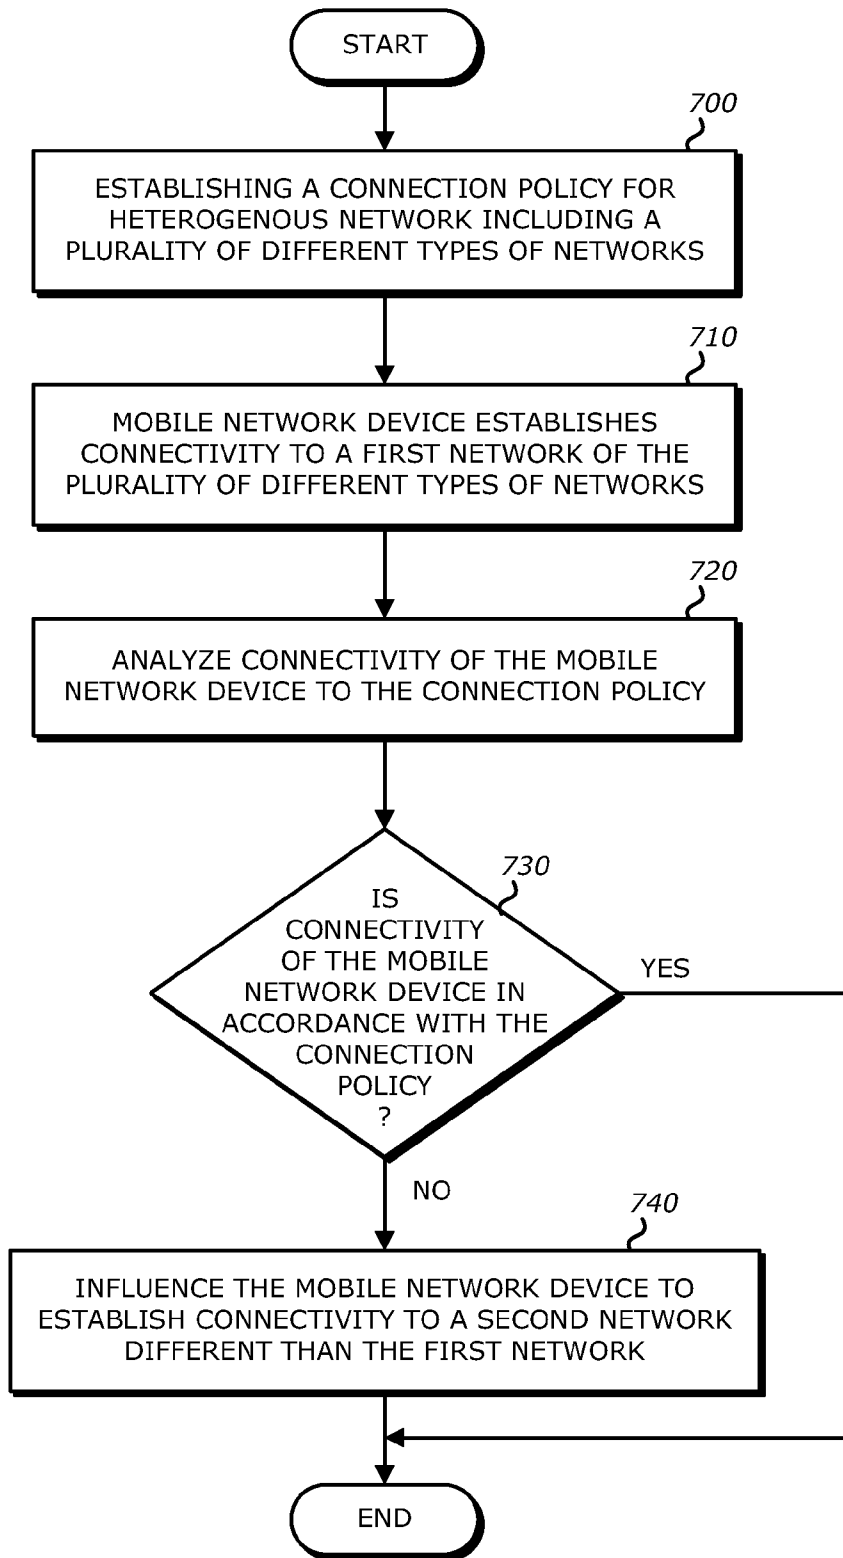 START
700
ESTABLISHING A CONNECTION POLICY FOR
HETEROGENOUS NETWORK INCLUDING A
PLURALITY OF DIFFERENT TYPES OF NETWORKS
710
MOBILE NETWORK DEVICE ESTABLISHES
CONNECTIVITY TO A FIRST NETWORK OF THE
PLURALITY OF DIFFERENT TYPES OF NETWORKS
720
ANALYZE CONNECTIVITY OF THE MOBILE
NETWORK DEVICE TO THE CONNECTION POLICY
730
IS
CONNECTIVITY
OF THE MOBILE
NETWORK DEVICE IN
ACCORDANCE WITH THE
CONNECTION
POLICY
?
YES
NO
740
INFLUENCE THE MOBILE NETWORK DEVICE TO
ESTABLISH CONNECTIVITY TO A SECOND NETWORK
DIFFERENT THAN THE FIRST NETWORK
END